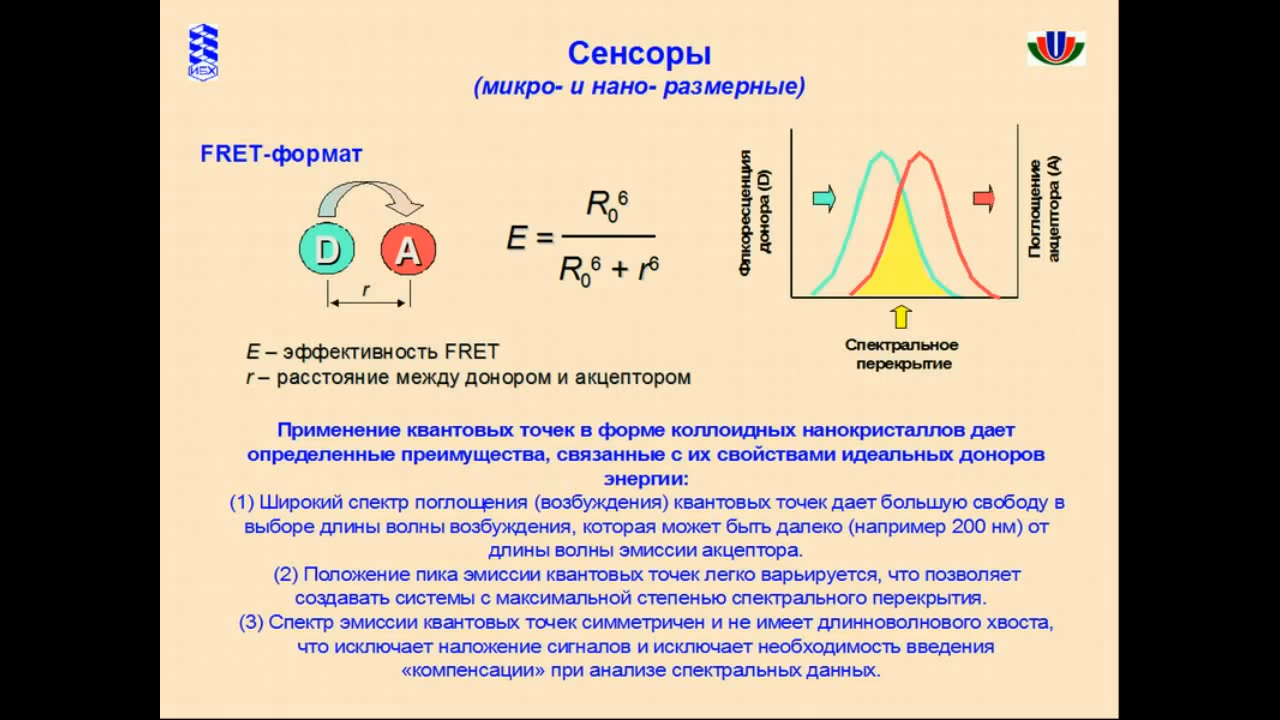 ИБХ
Сенсоры
(микро- и нано- размерные)
FRET-формат
D A
r
E = R₀⁶ / (R₀⁶ + r⁶)
Флюоресценция
донора (D)
Поглощение
акцептора (A)
Спектральное
перекрытие
E – эффективность FRET
r – расстояние между донором и акцептором
Применение квантовых точек в форме коллоидных нанокристаллов дает
определенные преимущества, связанные с их свойствами идеальных доноров
энергии:
(1) Широкий спектр поглощения (возбуждения) квантовых точек дает большую свободу в
выборе длины волны возбуждения, которая может быть далеко (например 200 нм) от
длины волны эмиссии акцептора.
(2) Положение пика эмиссии квантовых точек легко варьируется, что позволяет
создавать системы с максимальной степенью спектрального перекрытия.
(3) Спектр эмиссии квантовых точек симметричен и не имеет длинноволнового хвоста,
что исключает наложение сигналов и исключает необходимость введения
«компенсации» при анализе спектральных данных.